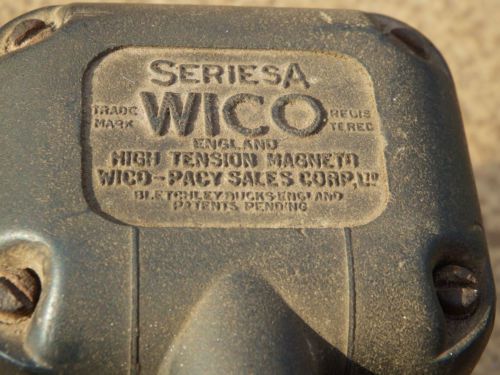 SERIES A
TRADE MARK WICO REGISTERED
ENGLAND
HIGH TENSION MAGNETO
WICO-PACY SALES CORP, LTD
BLETCHLEY BUCKS ENGLAND
PATENTS PENDING